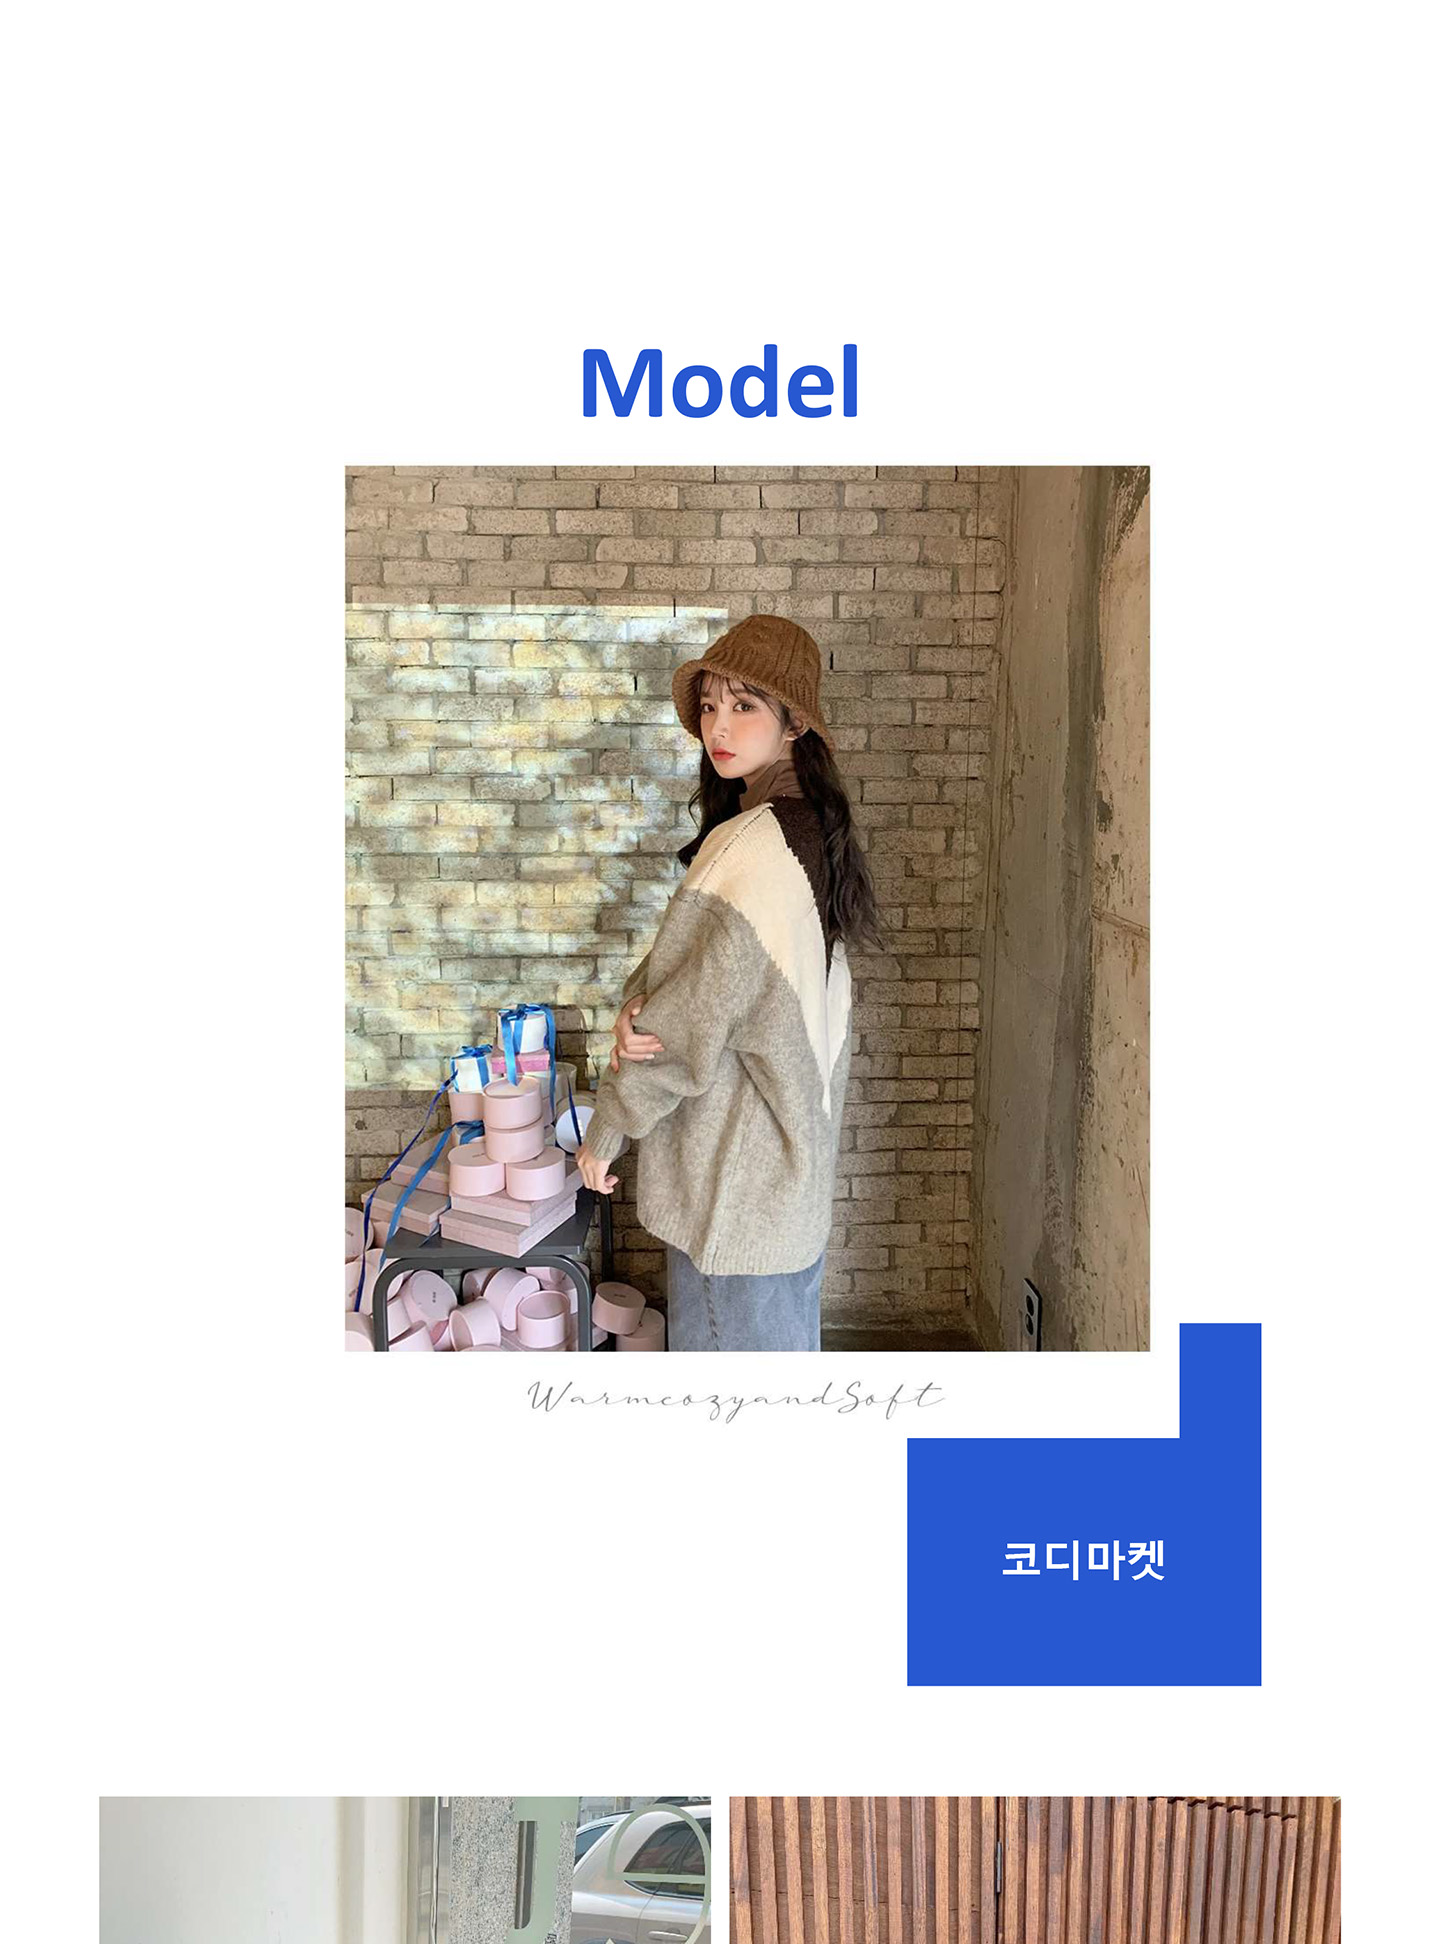 Model
WarmcozyandSoft
코디마켓